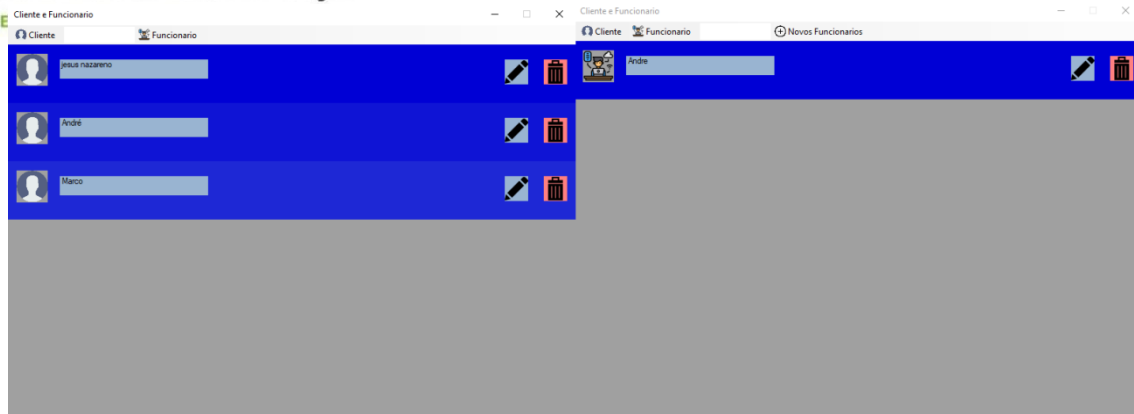 Cliente e Funcionario
Cliente Funcionario
jesus nazareno
André
Marco
Cliente e Funcionario
Cliente Funcionario Novos Funcionarios
Andre